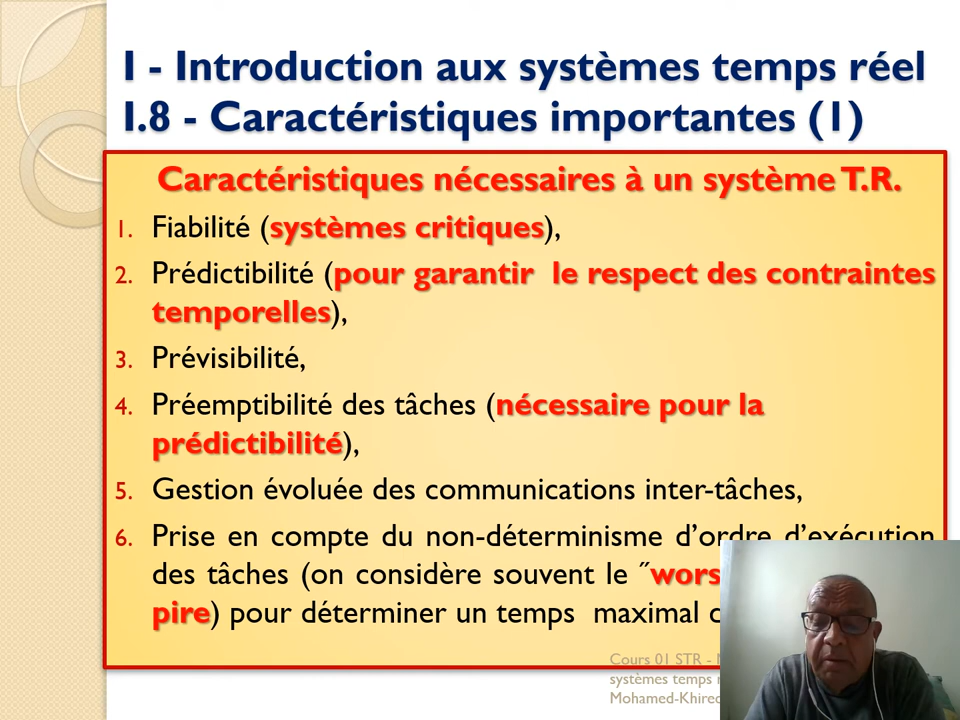 I - Introduction aux systèmes temps réel
I.8 - Caractéristiques importantes (1)
Caractéristiques nécessaires à un système T.R.
1. Fiabilité (systèmes critiques),
2. Prédictibilité (pour garantir le respect des contraintes
temporelles),
3. Prévisibilité,
4. Préemptibilité des tâches (nécessaire pour la
prédictibilité),
5. Gestion évoluée des communications inter-tâches,
6. Prise en compte du non-déterminisme d’ordre d’exécution
des tâches (on considère souvent le ˝
pire) pour déterminer un temps maximal
Cours 01 STR -
systèmes temps